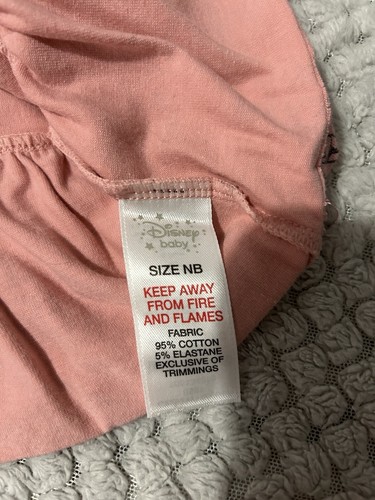 Disney
baby
SIZE NB
KEEP AWAY
FROM FIRE
AND FLAMES
FABRIC
95% COTTON
5% ELASTANE
EXCLUSIVE OF
TRIMMINGS